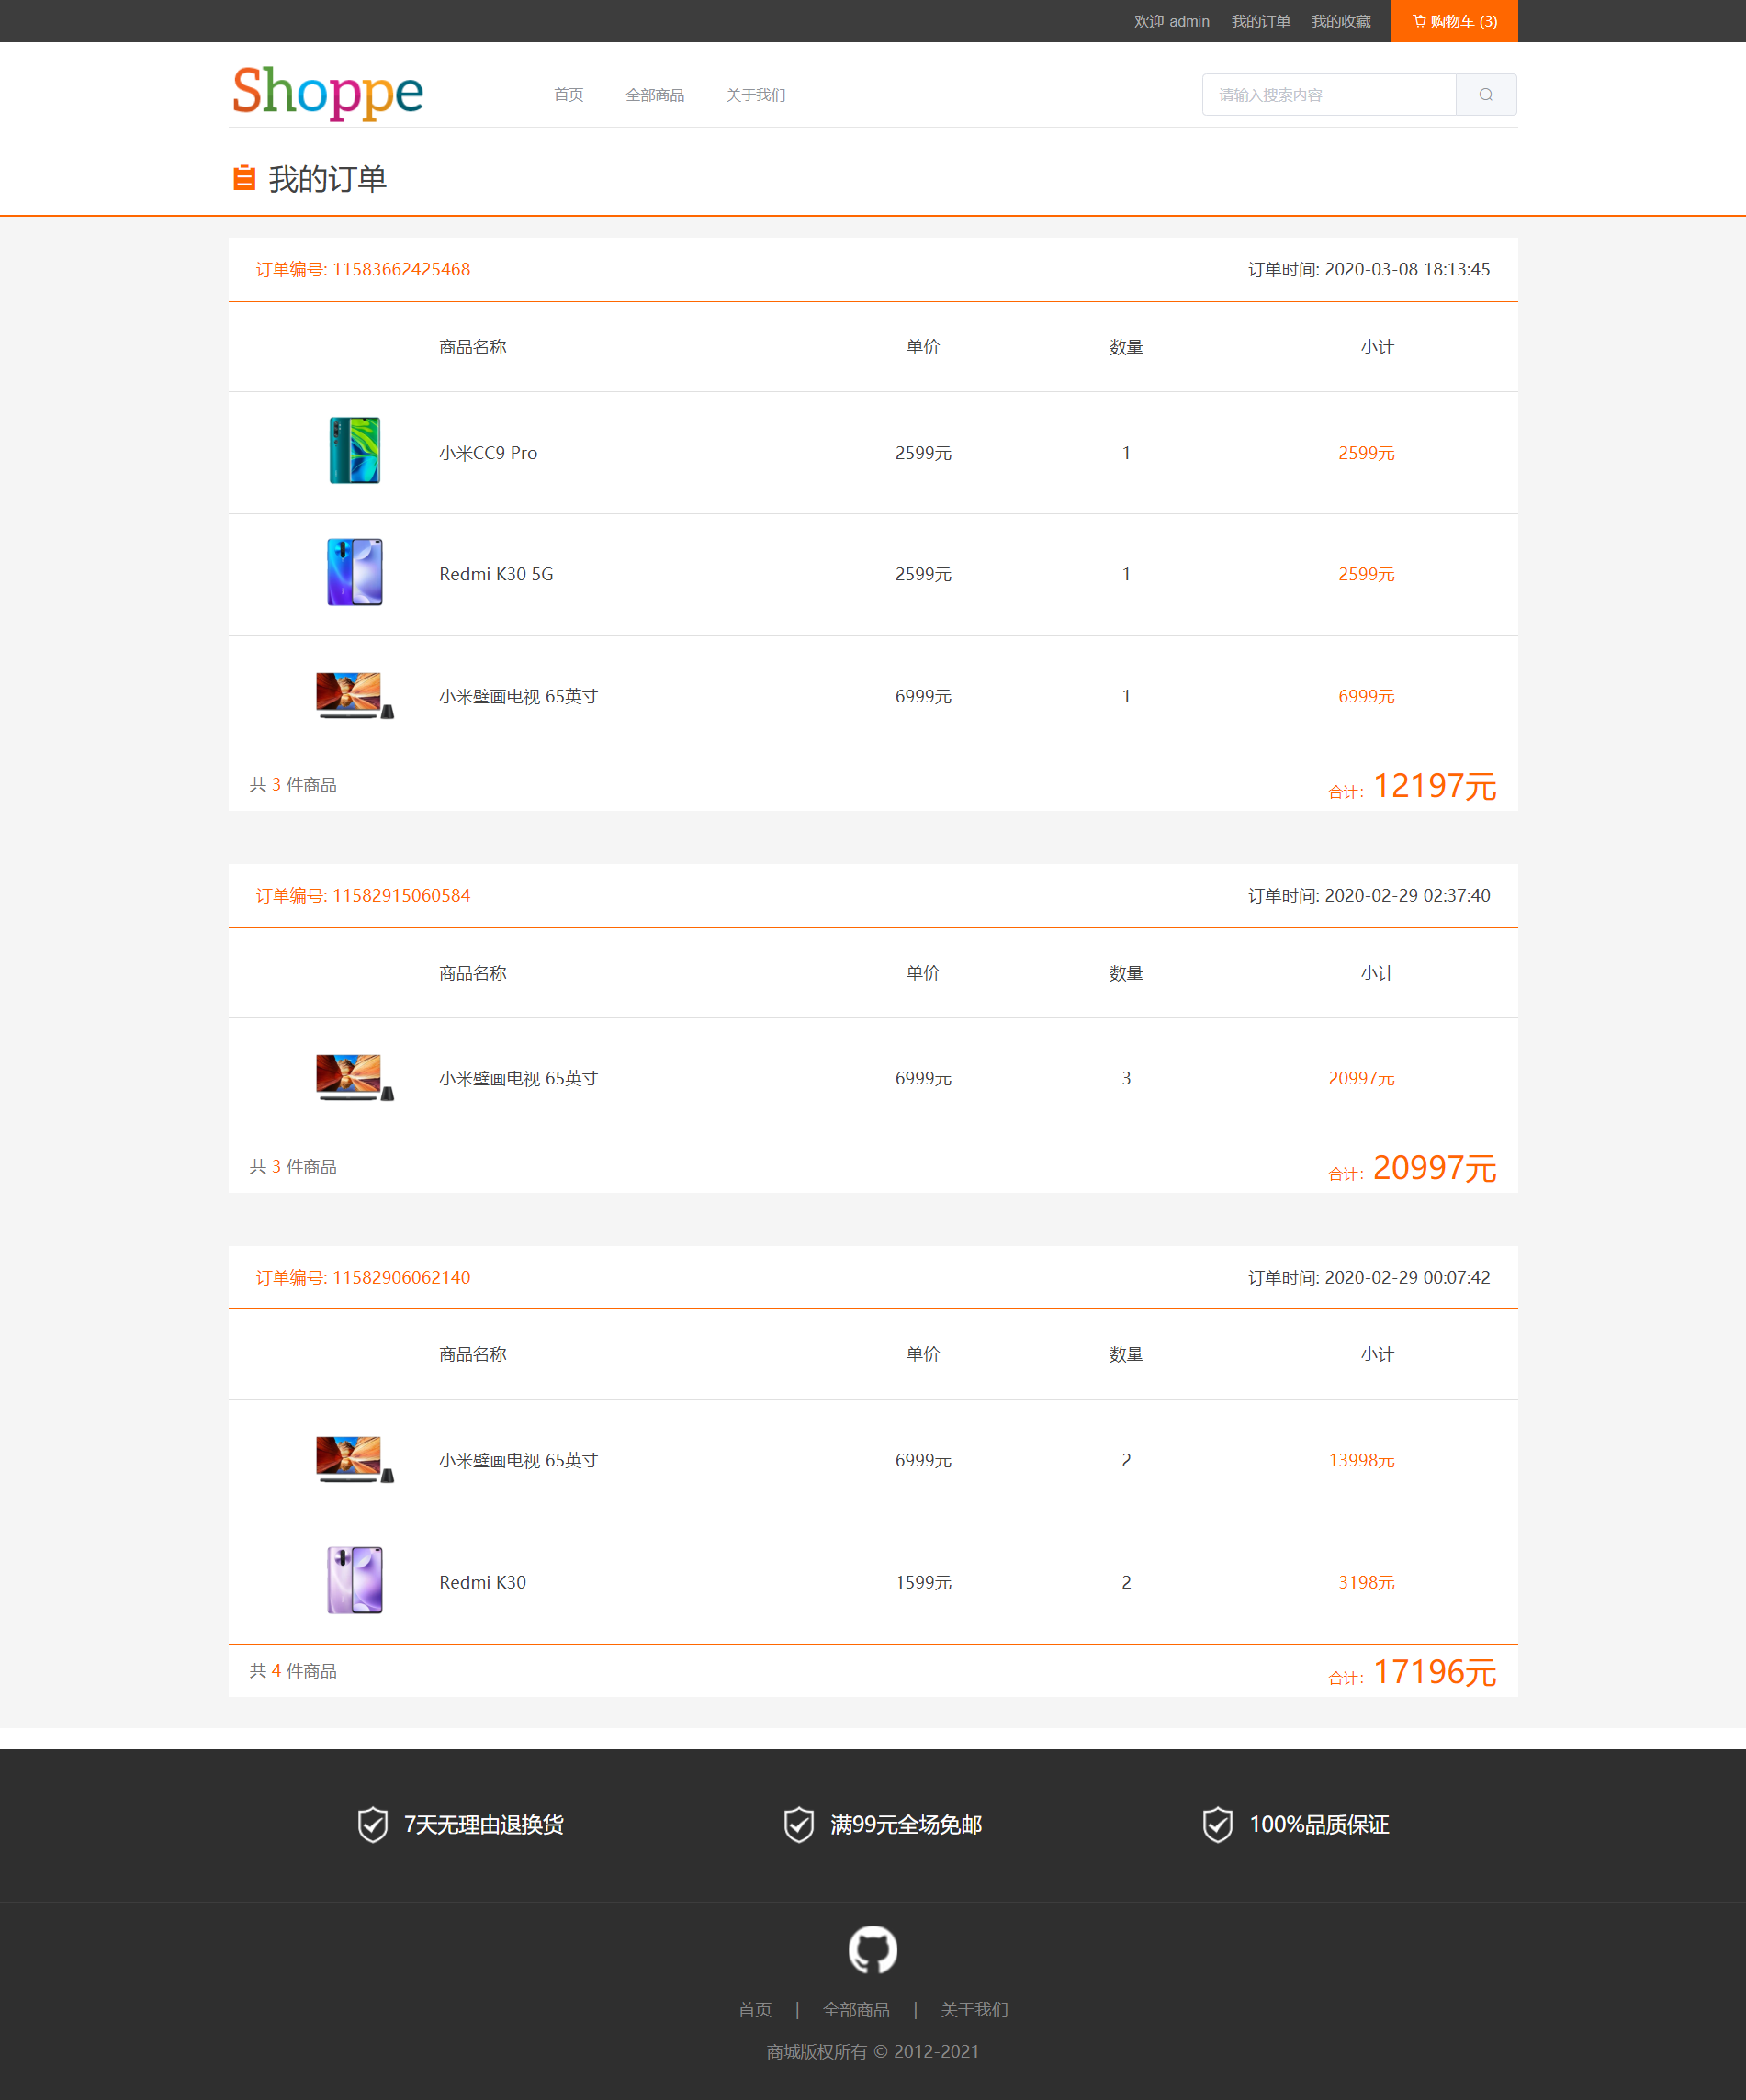 欢迎 admin 我的订单 我的收藏 购物车 (3)
Shoppe 首页 全部商品 关于我们 请输入搜索内容
我的订单
订单编号: 11583662425468 订单时间: 2020-03-08 18:13:45
商品名称 单价 数量 小计
小米CC9 Pro 2599元 1 2599元
Redmi K30 5G 2599元 1 2599元
小米壁画电视 65英寸 6999元 1 6999元
共 3 件商品 合计: 12197元
订单编号: 11582915060584 订单时间: 2020-02-29 02:37:40
商品名称 单价 数量 小计
小米壁画电视 65英寸 6999元 3 20997元
共 3 件商品 合计: 20997元
订单编号: 11582906062140 订单时间: 2020-02-29 00:07:42
商品名称 单价 数量 小计
小米壁画电视 65英寸 6999元 2 13998元
Redmi K30 1599元 2 3198元
共 4 件商品 合计: 17196元
7天无理由退换货 满99元全场免邮 100%品质保证
首页 | 全部商品 | 关于我们
商城版权所有 © 2012-2021